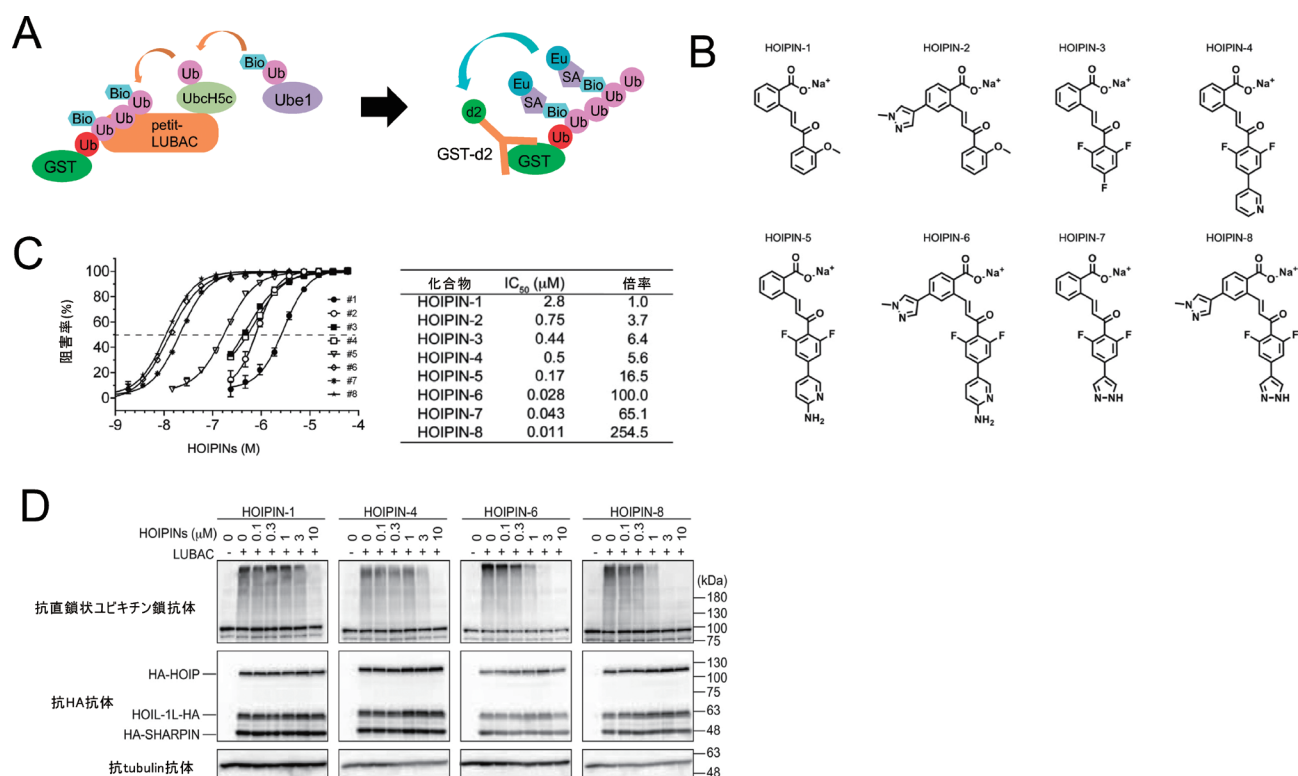 A
Bio
Ub
Ub
UbcH5c
Ube1
Bio
Ub
Bio
Ub
Ub
Ub
petit-
LUBAC
GST
Eu
Eu
SA
SA
Bio
Bio
Ub
Ub
Ub
Ub
Ub
d2
GST-d2
GST
B
HOIPIN-1
HOIPIN-2
HOIPIN-3
HOIPIN-4
HOIPIN-5
HOIPIN-6
HOIPIN-7
HOIPIN-8
C
阻害率(%)
100
80
60
40
20
0
-9 -8 -7 -6 -5 -4
HOIPINs (M)
#1
#2
#3
#4
#5
#6
#7
#8
化合物 IC50 (μM) 倍率
HOIPIN-1 2.8 1.0
HOIPIN-2 0.75 3.7
HOIPIN-3 0.44 6.4
HOIPIN-4 0.5 5.6
HOIPIN-5 0.17 16.5
HOIPIN-6 0.028 100.0
HOIPIN-7 0.043 65.1
HOIPIN-8 0.011 254.5
D
HOIPIN-1 HOIPIN-4 HOIPIN-6 HOIPIN-8
HOIPINs (μM) 0 0 0.1 0.3 1 3 10 0 0 0.1 0.3 1 3 10 0 0 0.1 0.3 1 3 10 0 0 0.1 0.3 1 3 10
LUBAC - + + + + + + - + + + + + + - + + + + + + - + + + + + +
(kDa)
抗直鎖状ユビキチン鎖抗体
180
130
100
75
抗HA抗体
HA-HOIP
HOIL-1L-HA
HA-SHARPIN
130
100
75
63
48
抗tubulin抗体
63
48